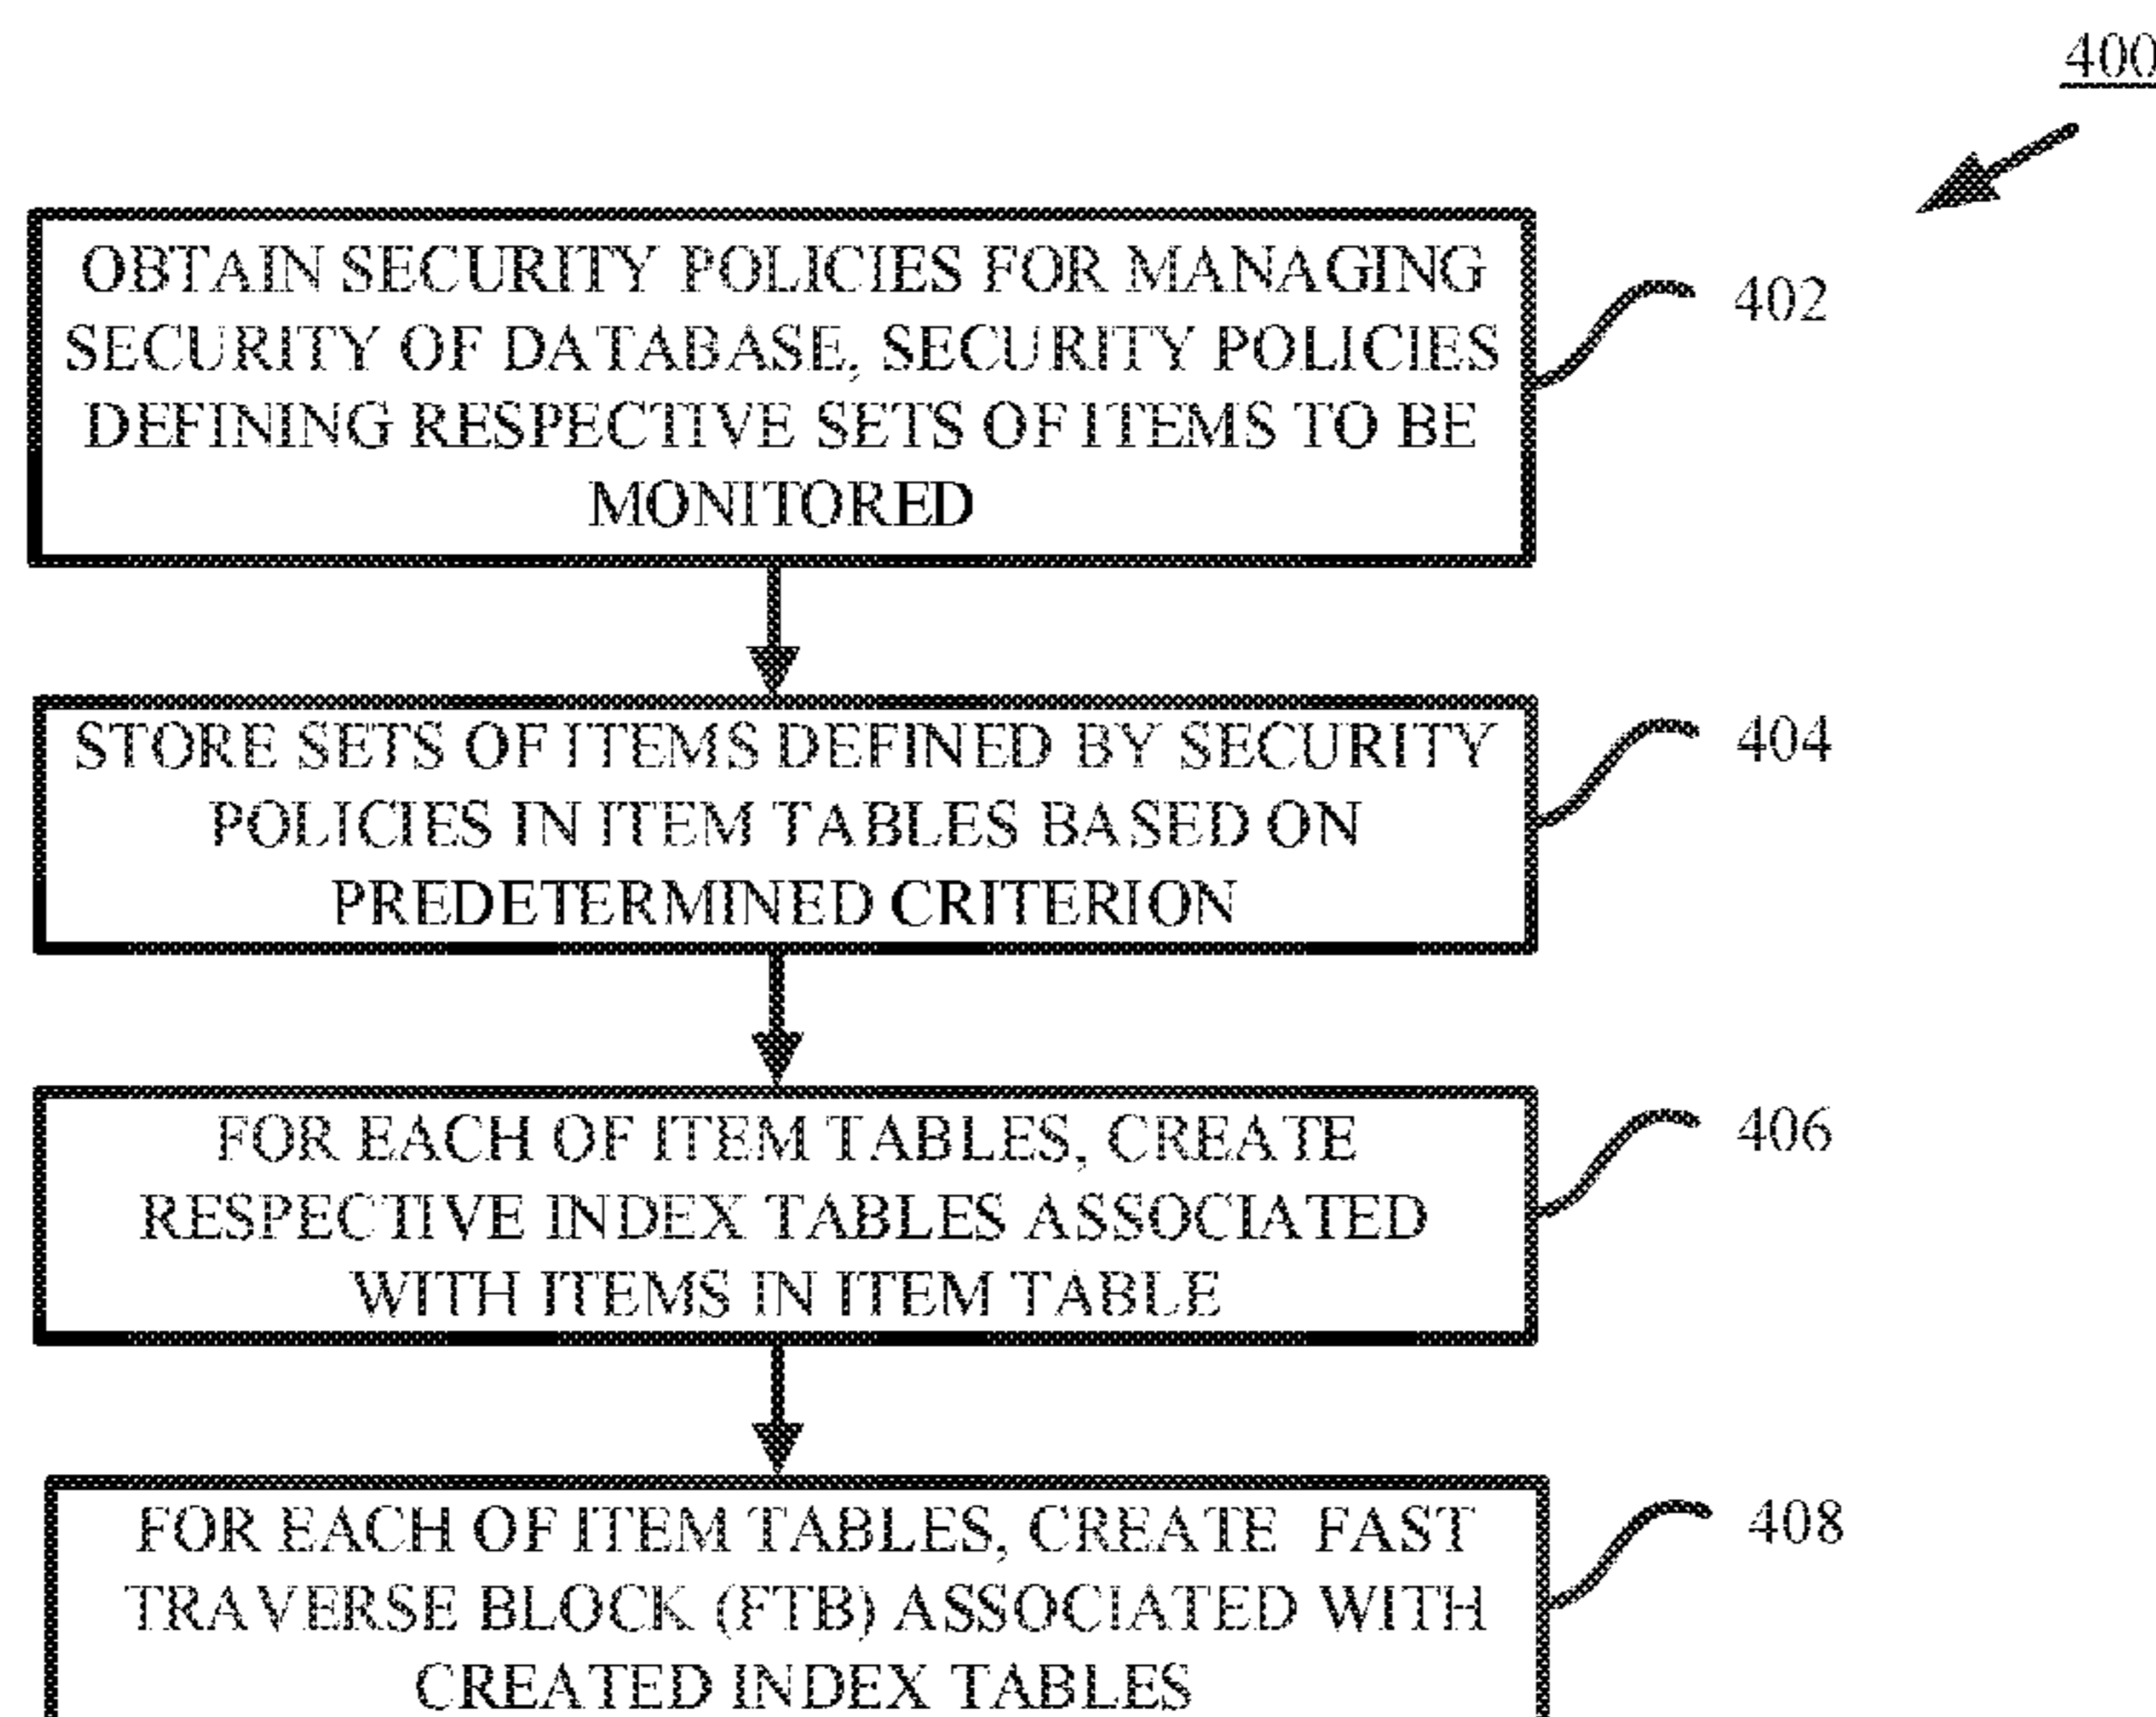 400
OBTAIN SECURITY POLICIES FOR MANAGING
SECURITY OF DATABASE, SECURITY POLICIES
DEFINING RESPECTIVE SETS OF ITEMS TO BE
MONITORED
402
STORE SETS OF ITEMS DEFINED BY SECURITY
POLICIES IN ITEM TABLES BASED ON
PREDETERMINED CRITERION
404
FOR EACH OF ITEM TABLES, CREATE
RESPECTIVE INDEX TABLES ASSOCIATED
WITH ITEMS IN ITEM TABLE
406
FOR EACH OF ITEM TABLES, CREATE FAST
TRAVERSE BLOCK (FTB) ASSOCIATED WITH
CREATED INDEX TABLES
408